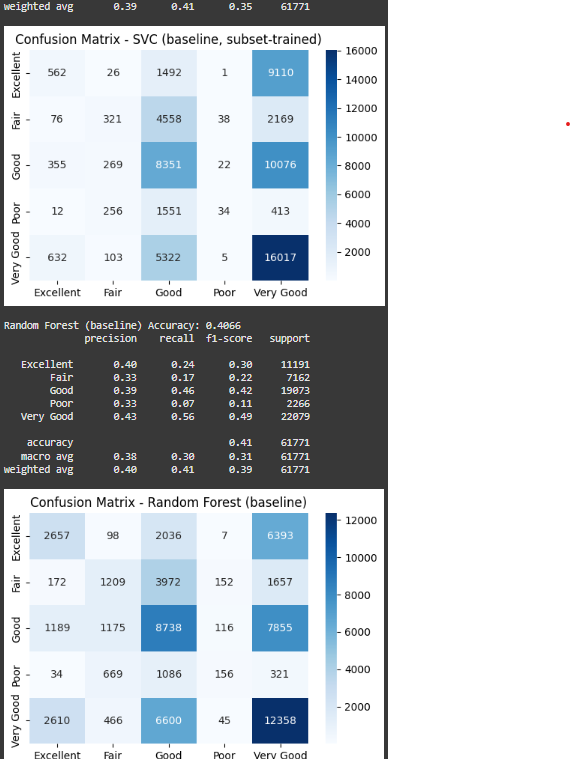 weighted avg 0.39 0.41 0.35 61771
Confusion Matrix - SVC (baseline, subset-trained)
Excellent 562 26 1492 1 9110
Fair 76 321 4558 38 2169
Good 355 269 8351 22 10076
Poor 12 256 1551 34 413
Very Good 632 103 5322 5 16017
Excellent Fair Good Poor Very Good
16000
14000
12000
10000
8000
6000
4000
2000
Random Forest (baseline) Accuracy: 0.4066
precision recall f1-score support
Excellent 0.40 0.24 0.30 11191
Fair 0.33 0.17 0.22 7162
Good 0.39 0.46 0.42 19073
Poor 0.33 0.07 0.11 2266
Very Good 0.43 0.56 0.49 22079
accuracy 0.41 61771
macro avg 0.38 0.30 0.31 61771
weighted avg 0.40 0.41 0.39 61771
Confusion Matrix - Random Forest (baseline)
Excellent 2657 98 2036 7 6393
Fair 172 1209 3972 152 1657
Good 1189 1175 8738 116 7855
Poor 34 669 1086 156 321
Very Good 2610 466 6600 45 12358
Excellent Fair Good Poor Very Good
12000
10000
8000
6000
4000
2000